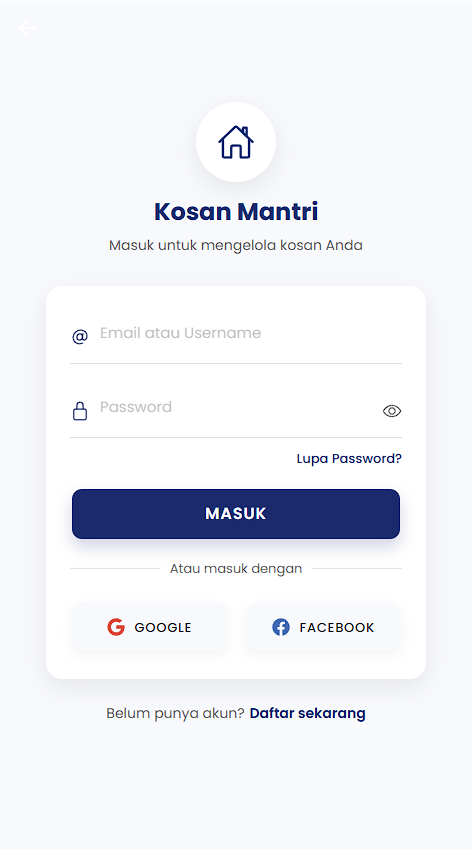 Kosan Mantri
Masuk untuk mengelola kosan Anda
@ Email atau Username
Password
Lupa Password?
MASUK
Atau masuk dengan
GOOGLE
FACEBOOK
Belum punya akun? Daftar sekarang